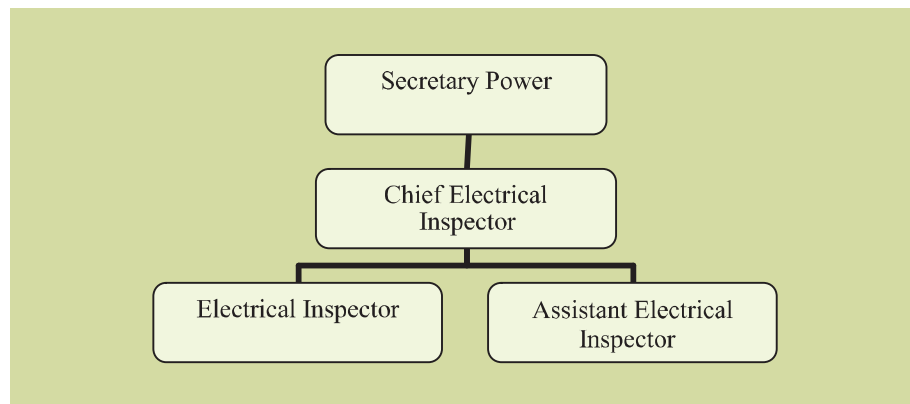 Secretary Power
Chief Electrical
Inspector
Electrical Inspector
Assistant Electrical
Inspector